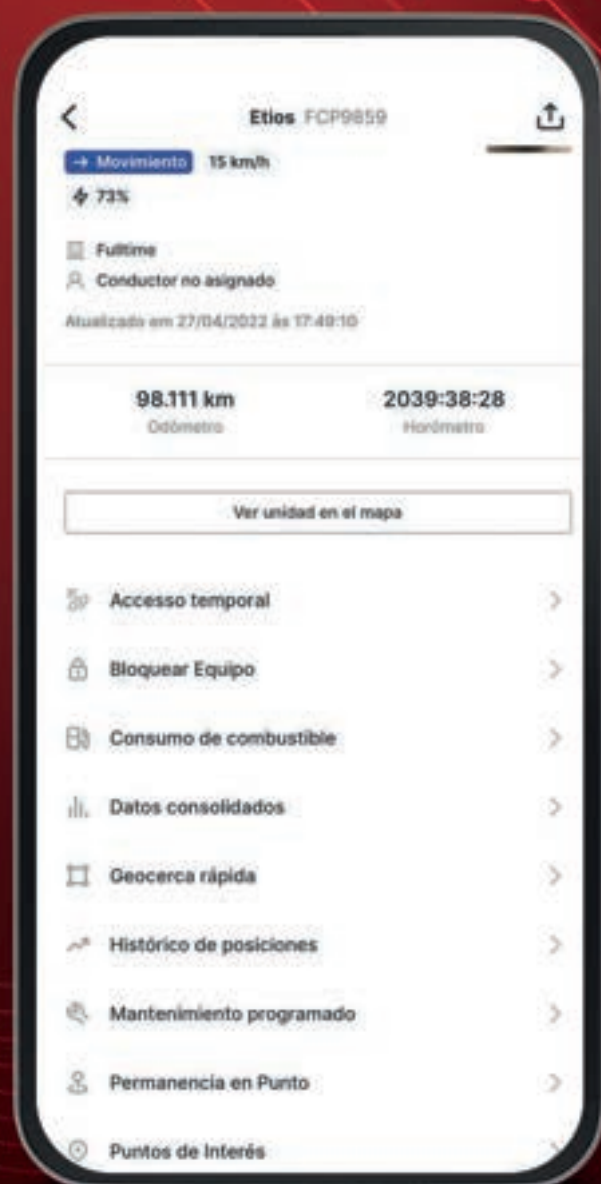 Etios FCP9859
→ Movimiento 15 km/h
73%
Fulltime
Conductor no asignado
Atualizado em 27/04/2022 às 17:49:10
98.111 km 2039:38:28
Odómetro Horómetro
Ver unidad en el mapa
Accesso temporal
Bloquear Equipo
Consumo de combustible
Datos consolidados
Geocerca rápida
Histórico de posiciones
Mantenimiento programado
Permanencia en Punto
Puntos de Interés